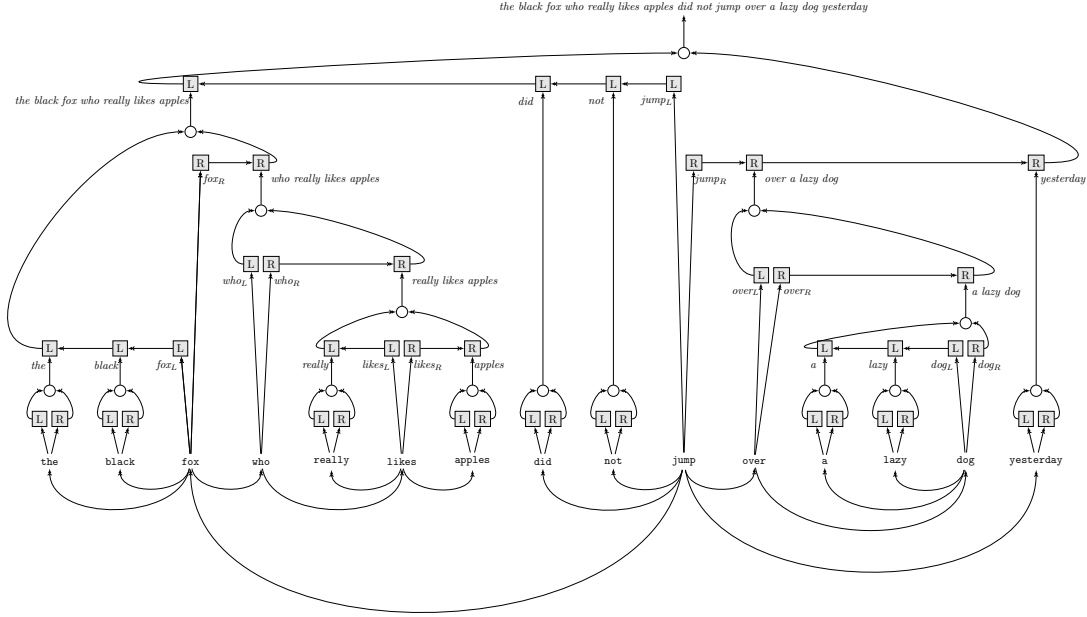 the black fox who really likes apples did not jump over a lazy dog yesterday
L L L L
the black fox who really likes apples did not jump_L
R R R R R
fox_R who really likes apples jump_R over a lazy dog yesterday
L R R L R R
who_L who_R really likes apples over_L over_R a lazy dog
L L L L L R R L L L R
the black fox_L really likes_L likes_R apples a lazy dog_L dog_R
L R L R L R L R L R L R L R L R L R
the black fox who really likes apples did not jump over a lazy dog yesterday